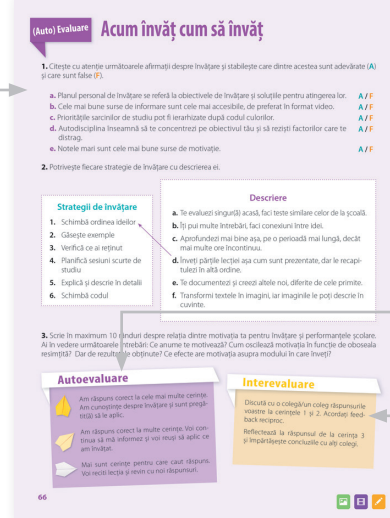 (Auto) Evaluare
Acum învăț cum să învăț
1. Citește cu atenție următoarele afirmații despre învățare și stabilește care dintre acestea sunt adevărate (A)
și care sunt false (F).
a. Planul personal de învățare se referă la obiectivele de învățare și soluțiile pentru atingerea lor. A / F
b. Cele mai bune surse de informare sunt cele mai accesibile, de preferat în format video. A / F
c. Prioritățile sarcinilor de studiu pot fi ierarhizate după codul culorilor. A / F
d. Autodisciplina înseamnă să te concentrezi pe obiectivul tău și să reziști factorilor care te A / F
distrag.
e. Notele mari sunt cele mai bune surse de motivație. A / F
2. Potrivește fiecare strategie de învățare cu descrierea ei.
Strategii de învățare
1. Schimbă ordinea ideilor
2. Găsește exemple
3. Verifică ce ai reținut
4. Planifică sesiuni scurte de
studiu
5. Explică și descrie în detalii
6. Schimbă codul
Descriere
a. Te evaluezi singur(ă) acasă, faci teste similare celor de la școală.
b. Îți pui multe întrebări, faci conexiuni între idei.
c. Aprofundezi mai bine așa, pe o perioadă mai lungă, decât
mai multe ore încontinuu.
d. Înveți părțile lecției așa cum sunt prezentate, dar le recapi-
tulezi în altă ordine.
e. Te documentezi și creezi altele noi, diferite de cele primite.
f. Transformi textele în imagini, iar imaginile le poți descrie în
cuvinte.
3. Scrie în maximum 10 rânduri despre relația dintre motivația ta pentru învățare și performanțele școlare.
Ai în vedere următoarele întrebări: Ce anume te motivează? Cum oscilează motivația în funcție de oboseala
resimțită? Dar de rezultatele obținute? Ce efecte are motivația asupra modului în care înveți?
Autoevaluare
Am răspuns corect la cele mai multe cerințe.
Am cunoștințe despre învățare și sunt pregă-
tit(ă) să le aplic.
Am răspuns corect la multe cerințe. Voi con-
tinua să mă informez și voi reuși să aplic ce
am învățat.
Mai sunt cerințe pentru care caut răspuns.
Voi reciti lecția și revin cu noi răspunsuri.
Interevaluare
Discută cu o colegă/un coleg răspunsurile
voastre la cerințele 1 și 2. Acordați feed-
back reciproc.
Reflectează la răspunsul de la cerința 3
și împărtășește concluziile cu alți colegi.
66